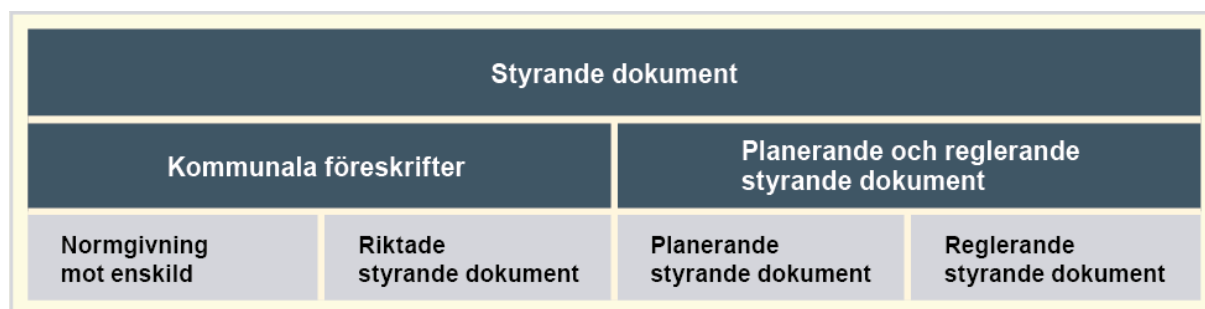 Styrande dokument
Kommunala föreskrifter
Planerande och reglerande
styrande dokument
Normgivning
mot enskild
Riktade
styrande dokument
Planerande
styrande dokument
Reglerande
styrande dokument